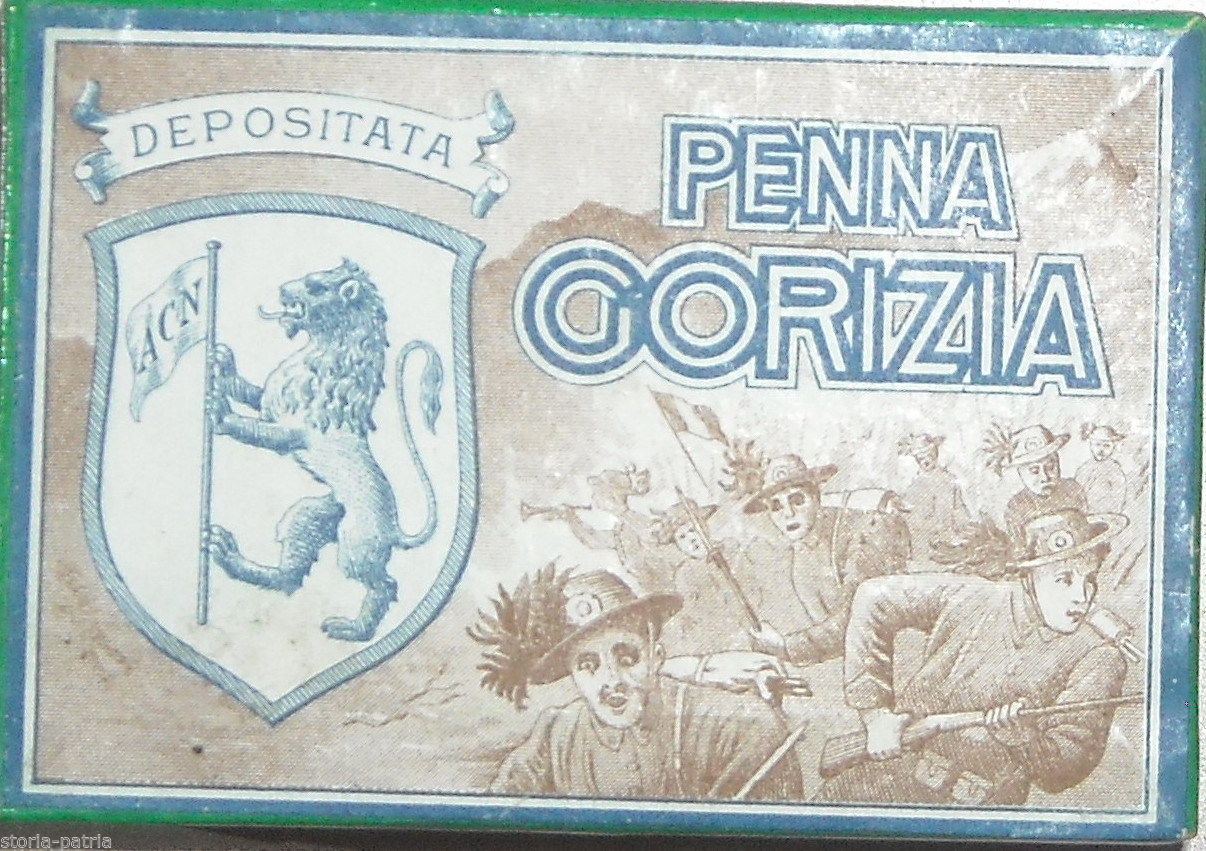 DEPOSITATA
PENNA
GORIZIA
ACN
storia-patria